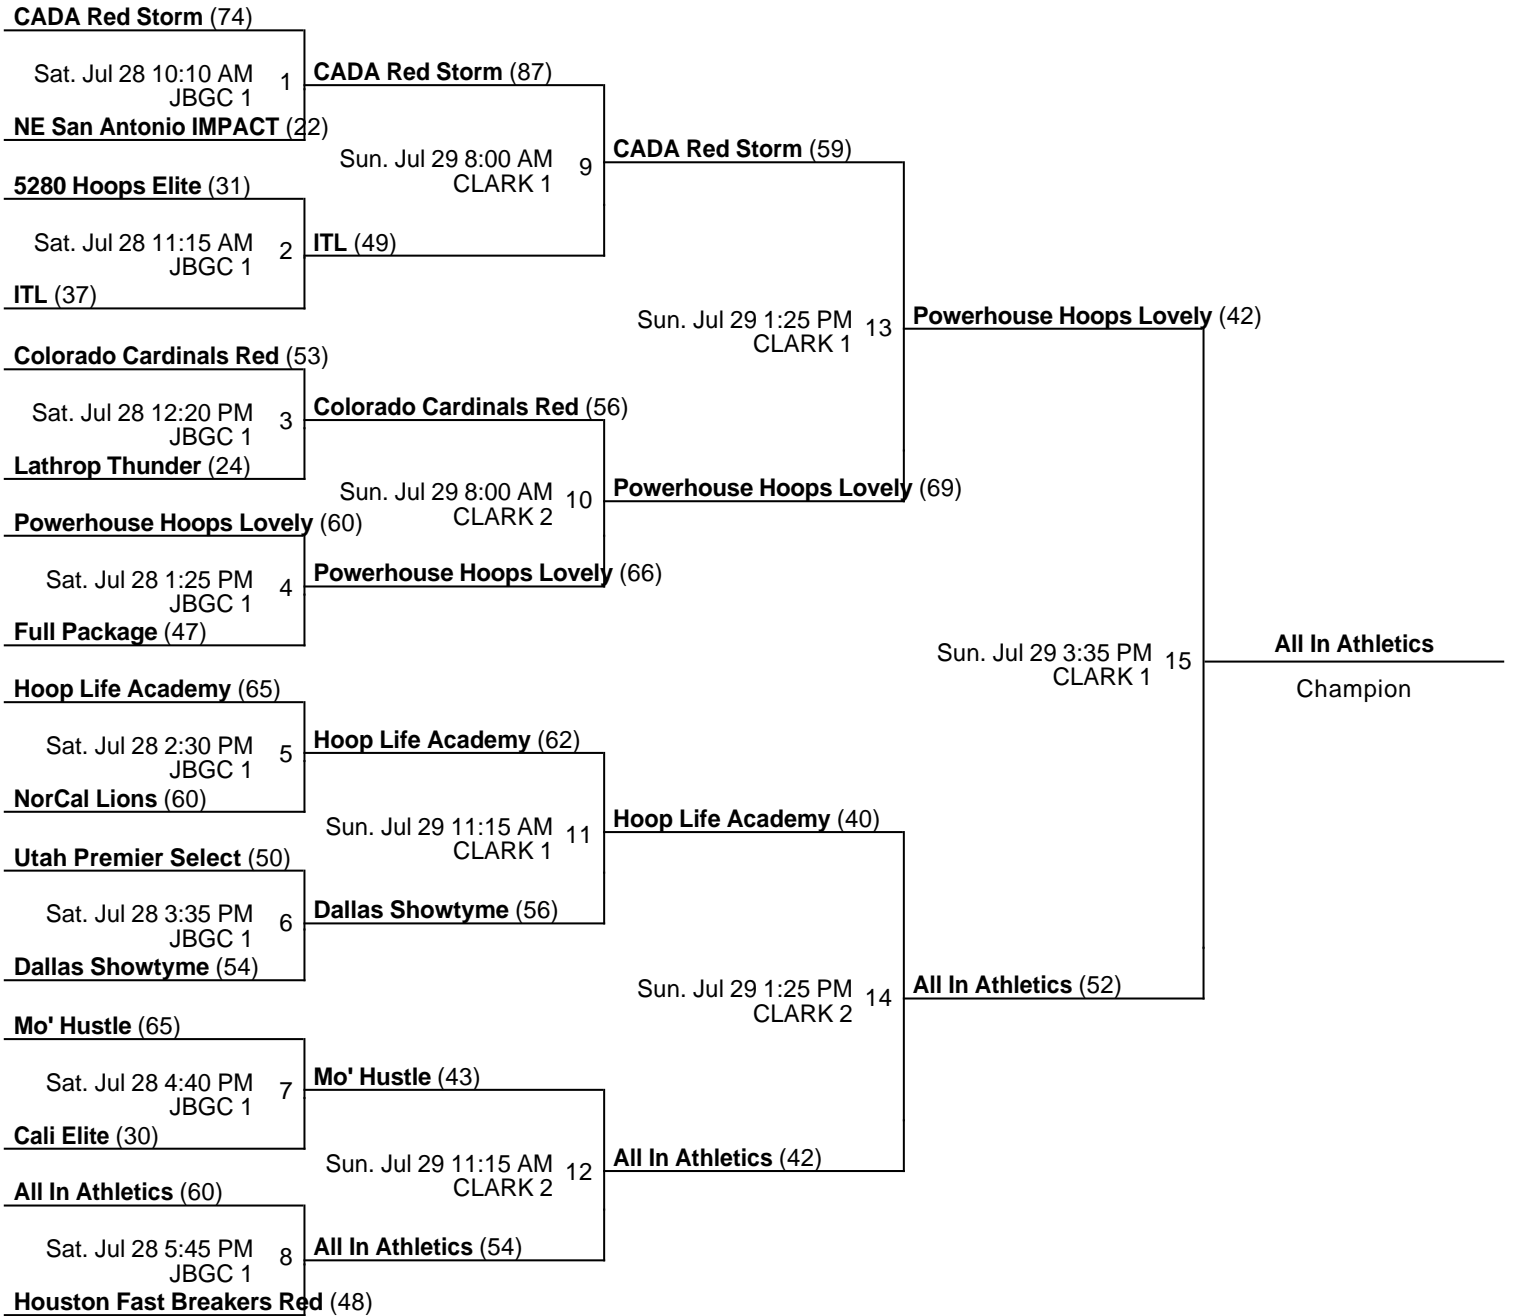 CADA Red Storm (74)
Sat. Jul 28 10:10 AM
JBGC 1
1
NE San Antonio IMPACT (22)
5280 Hoops Elite (31)
Sat. Jul 28 11:15 AM
JBGC 1
2
ITL (37)
Colorado Cardinals Red (53)
Sat. Jul 28 12:20 PM
JBGC 1
3
Lathrop Thunder (24)
Powerhouse Hoops Lovely (60)
Sat. Jul 28 1:25 PM
JBGC 1
4
Full Package (47)
Hoop Life Academy (65)
Sat. Jul 28 2:30 PM
JBGC 1
5
NorCal Lions (60)
Utah Premier Select (50)
Sat. Jul 28 3:35 PM
JBGC 1
6
Dallas Showtyme (54)
Mo' Hustle (65)
Sat. Jul 28 4:40 PM
JBGC 1
7
Cali Elite (30)
All In Athletics (60)
Sat. Jul 28 5:45 PM
JBGC 1
8
Houston Fast Breakers Red (48)
CADA Red Storm (87)
Sun. Jul 29 8:00 AM
CLARK 1
9
ITL (49)
Colorado Cardinals Red (56)
Sun. Jul 29 8:00 AM
CLARK 2
10
Powerhouse Hoops Lovely (66)
Hoop Life Academy (62)
Sun. Jul 29 11:15 AM
CLARK 1
11
Dallas Showtyme (56)
Mo' Hustle (43)
Sun. Jul 29 11:15 AM
CLARK 2
12
All In Athletics (54)
CADA Red Storm (59)
Sun. Jul 29 1:25 PM
CLARK 1
13
Powerhouse Hoops Lovely (69)
Hoop Life Academy (40)
Sun. Jul 29 1:25 PM
CLARK 2
14
All In Athletics (42)
Powerhouse Hoops Lovely (42)
Sun. Jul 29 3:35 PM
CLARK 1
15
All In Athletics (52)
All In Athletics
Champion